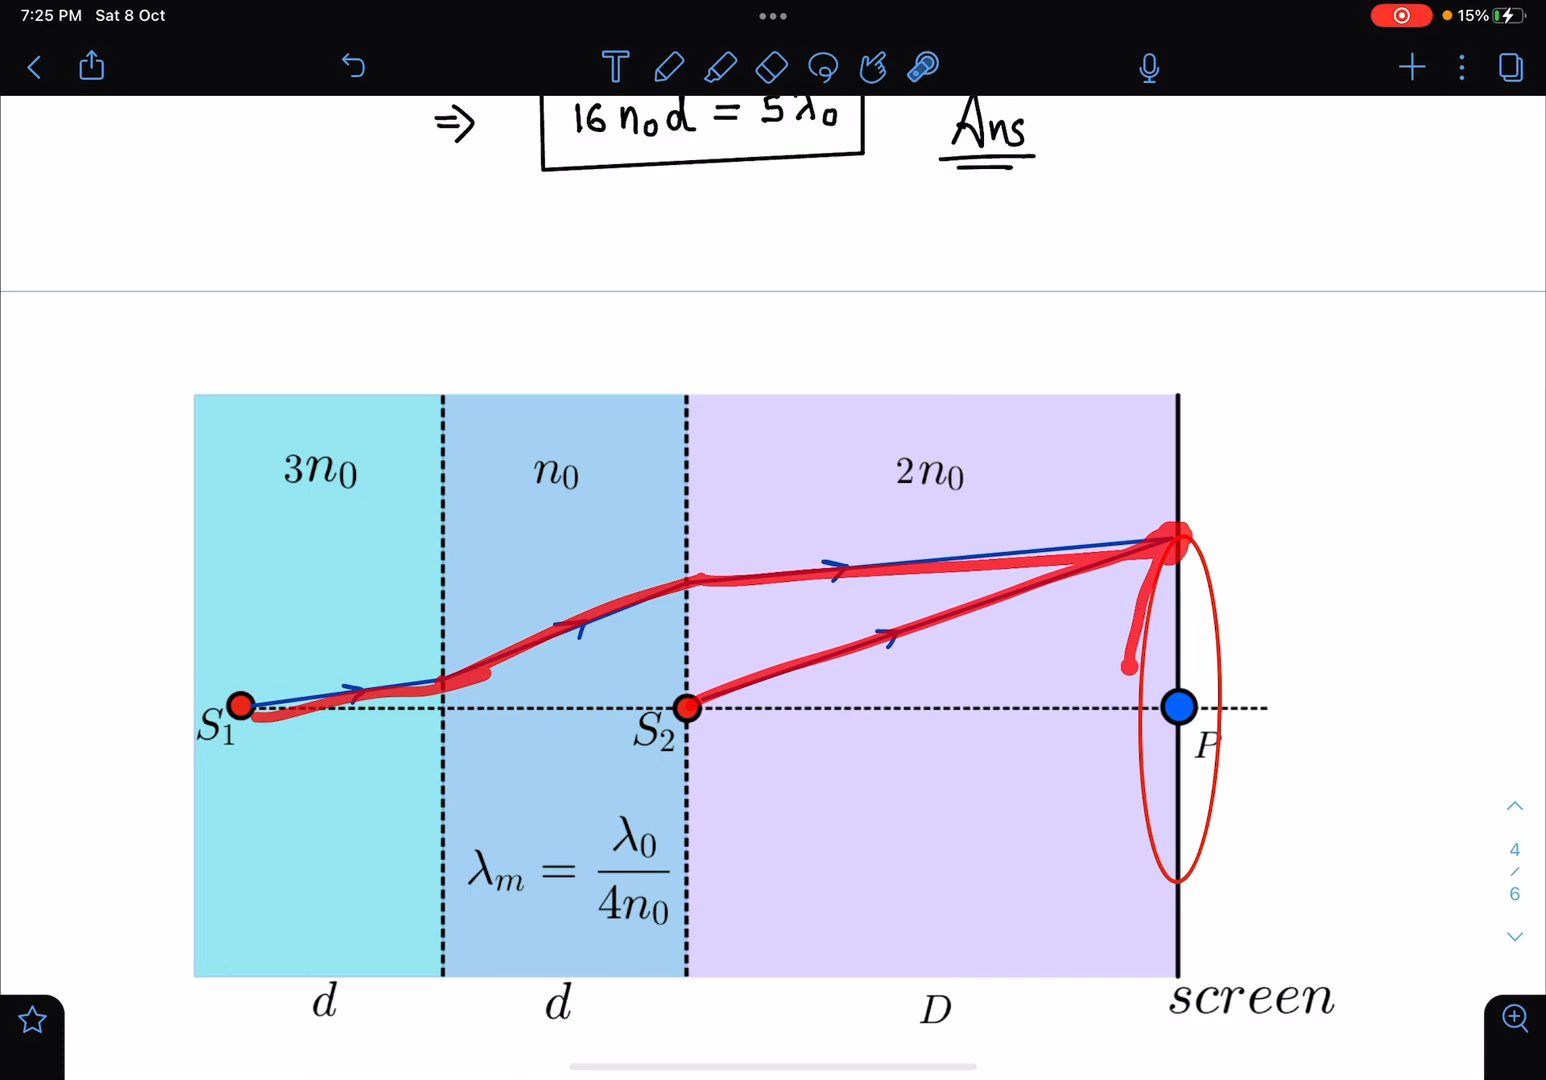 7:25 PM Sat 8 Oct
15%
T
⇒ 16 n₀d = 5λ₀ Ans
3n₀ n₀ 2n₀
S₁ S₂ P
λₘ = λ₀/4n₀
4
/
6
d d D screen